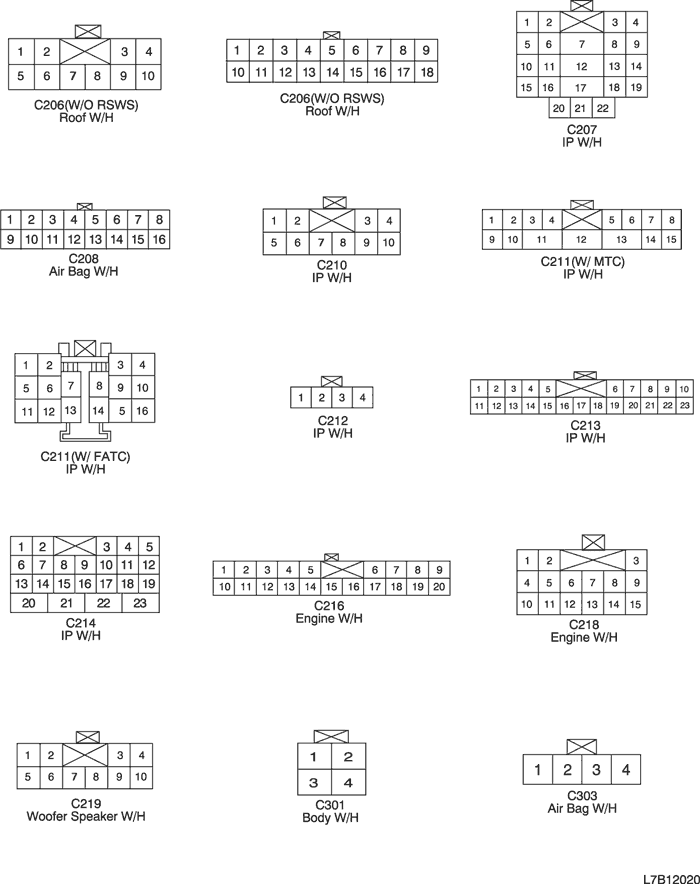 1 2 3 4
5 6 7 8 9 10
C206(W/O RSWS)
Roof W/H
1 2 3 4 5 6 7 8 9
10 11 12 13 14 15 16 17 18
C206(W/O RSWS)
Roof W/H
1 2 3 4
5 6 7 8 9
10 11 12 13 14
15 16 17 18 19
20 21 22
C207
IP W/H
1 2 3 4 5 6 7 8
9 10 11 12 13 14 15 16
C208
Air Bag W/H
1 2 3 4
5 6 7 8 9 10
C210
IP W/H
1 2 3 4 5 6 7 8
9 10 11 12 13 14 15
C211(W/ MTC)
IP W/H
1 2 3 4
5 6 7 8 9 10
11 12 13 14 5 16
C211(W/ FATC)
IP W/H
1 2 3 4
C212
IP W/H
1 2 3 4 5 6 7 8 9 10
11 12 13 14 15 16 17 18 19 20 21 22 23
C213
IP W/H
1 2 3 4 5
6 7 8 9 10 11 12
13 14 15 16 17 18 19
20 21 22 23
C214
IP W/H
1 2 3 4 5 6 7 8 9
10 11 12 13 14 15 16 17 18 19 20
C216
Engine W/H
1 2 3
4 5 6 7 8 9
10 11 12 13 14 15
C218
Engine W/H
1 2 3 4
5 6 7 8 9 10
C219
Woofer Speaker W/H
1 2
3 4
C301
Body W/H
1 2 3 4
C303
Air Bag W/H
L7B12020